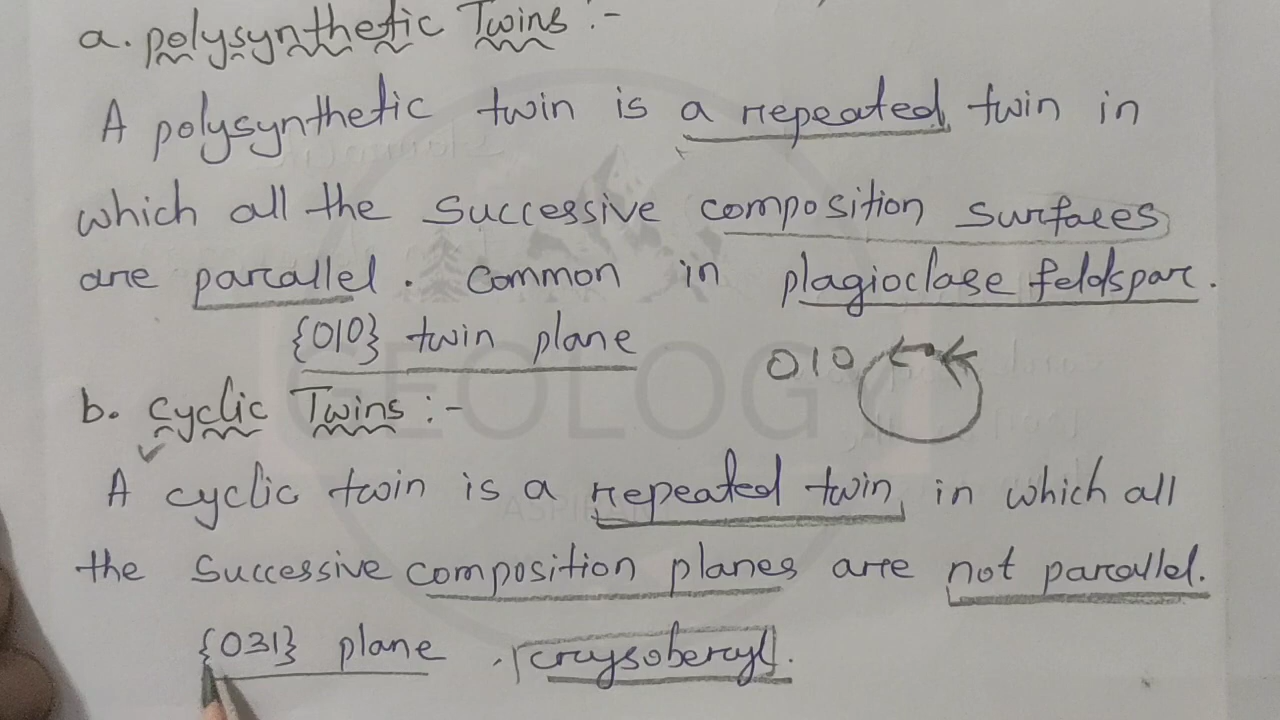 a. polysynthetic Twins :-
A polysynthetic twin is a repeated twin in
which all the successive composition surfaces
are parallel. Common in plagioclase feldspar.
{010} twin plane
010
b. Cyclic Twins :-
A cyclic twin is a repeated twin in which all
the successive composition planes are not parallel.
{031} plane, crysoberyl.
GEOLOGY
ASPIRANT